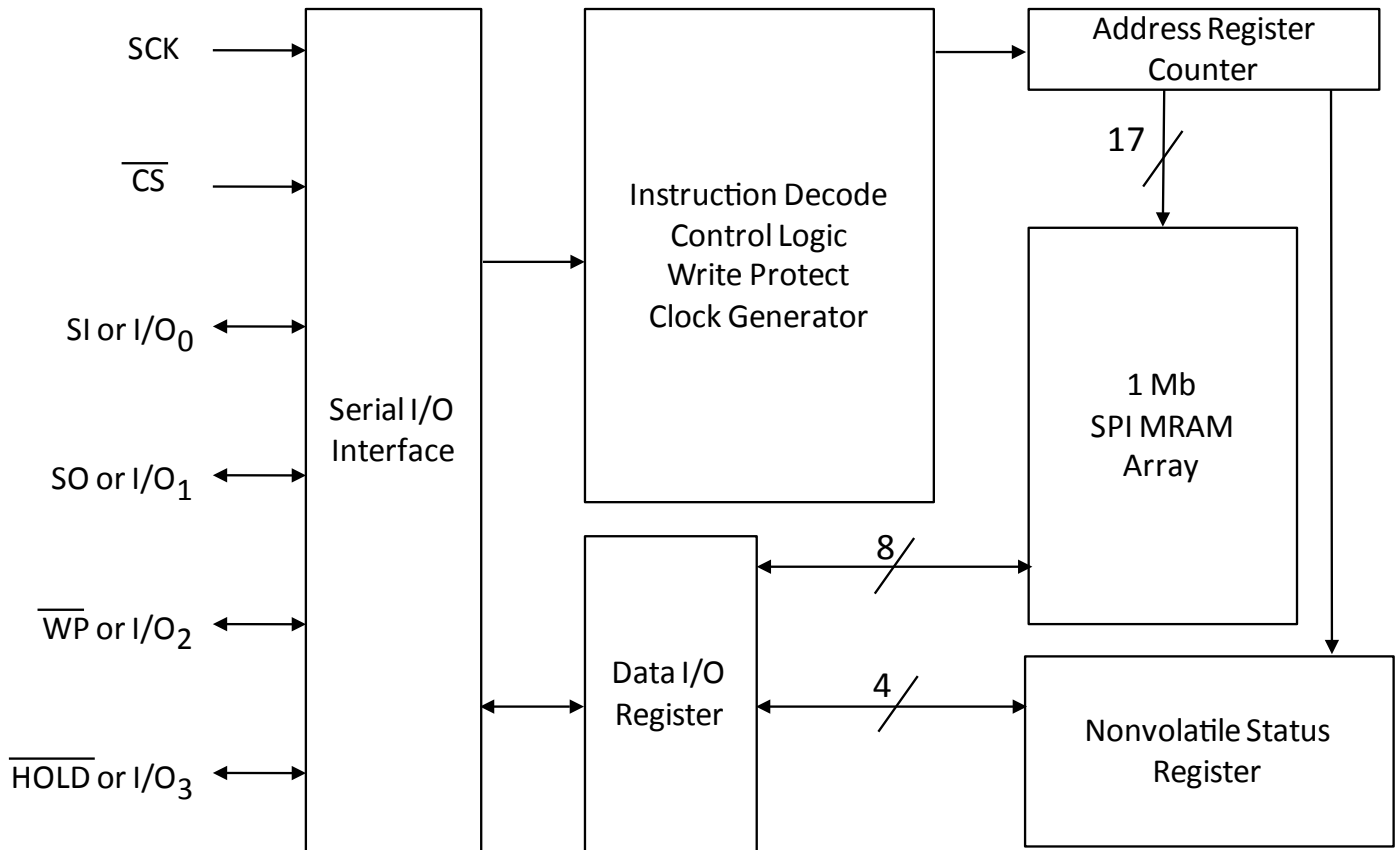 SCK
CS
SI or I/O0
SO or I/O1
WP or I/O2
HOLD or I/O3
Serial I/O
Interface
Instruction Decode
Control Logic
Write Protect
Clock Generator
Address Register
Counter
17
1 Mb
SPI MRAM
Array
8
Data I/O
Register
4
Nonvolatile Status
Register